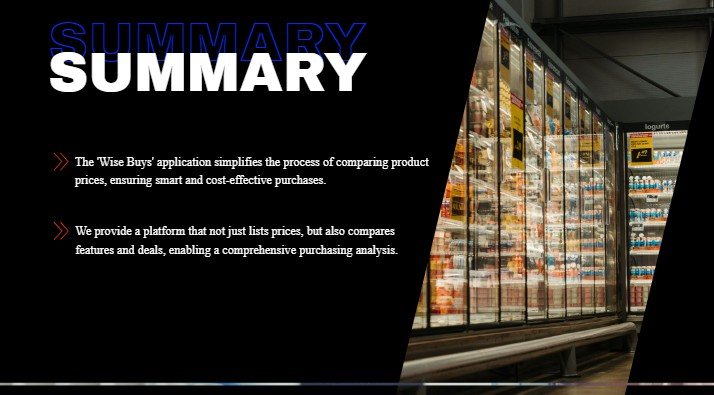 SUMMARY
SUMMARY
The 'Wise Buys' application simplifies the process of comparing product
prices, ensuring smart and cost-effective purchases.
We provide a platform that not just lists prices, but also compares
features and deals, enabling a comprehensive purchasing analysis.
Iogurte